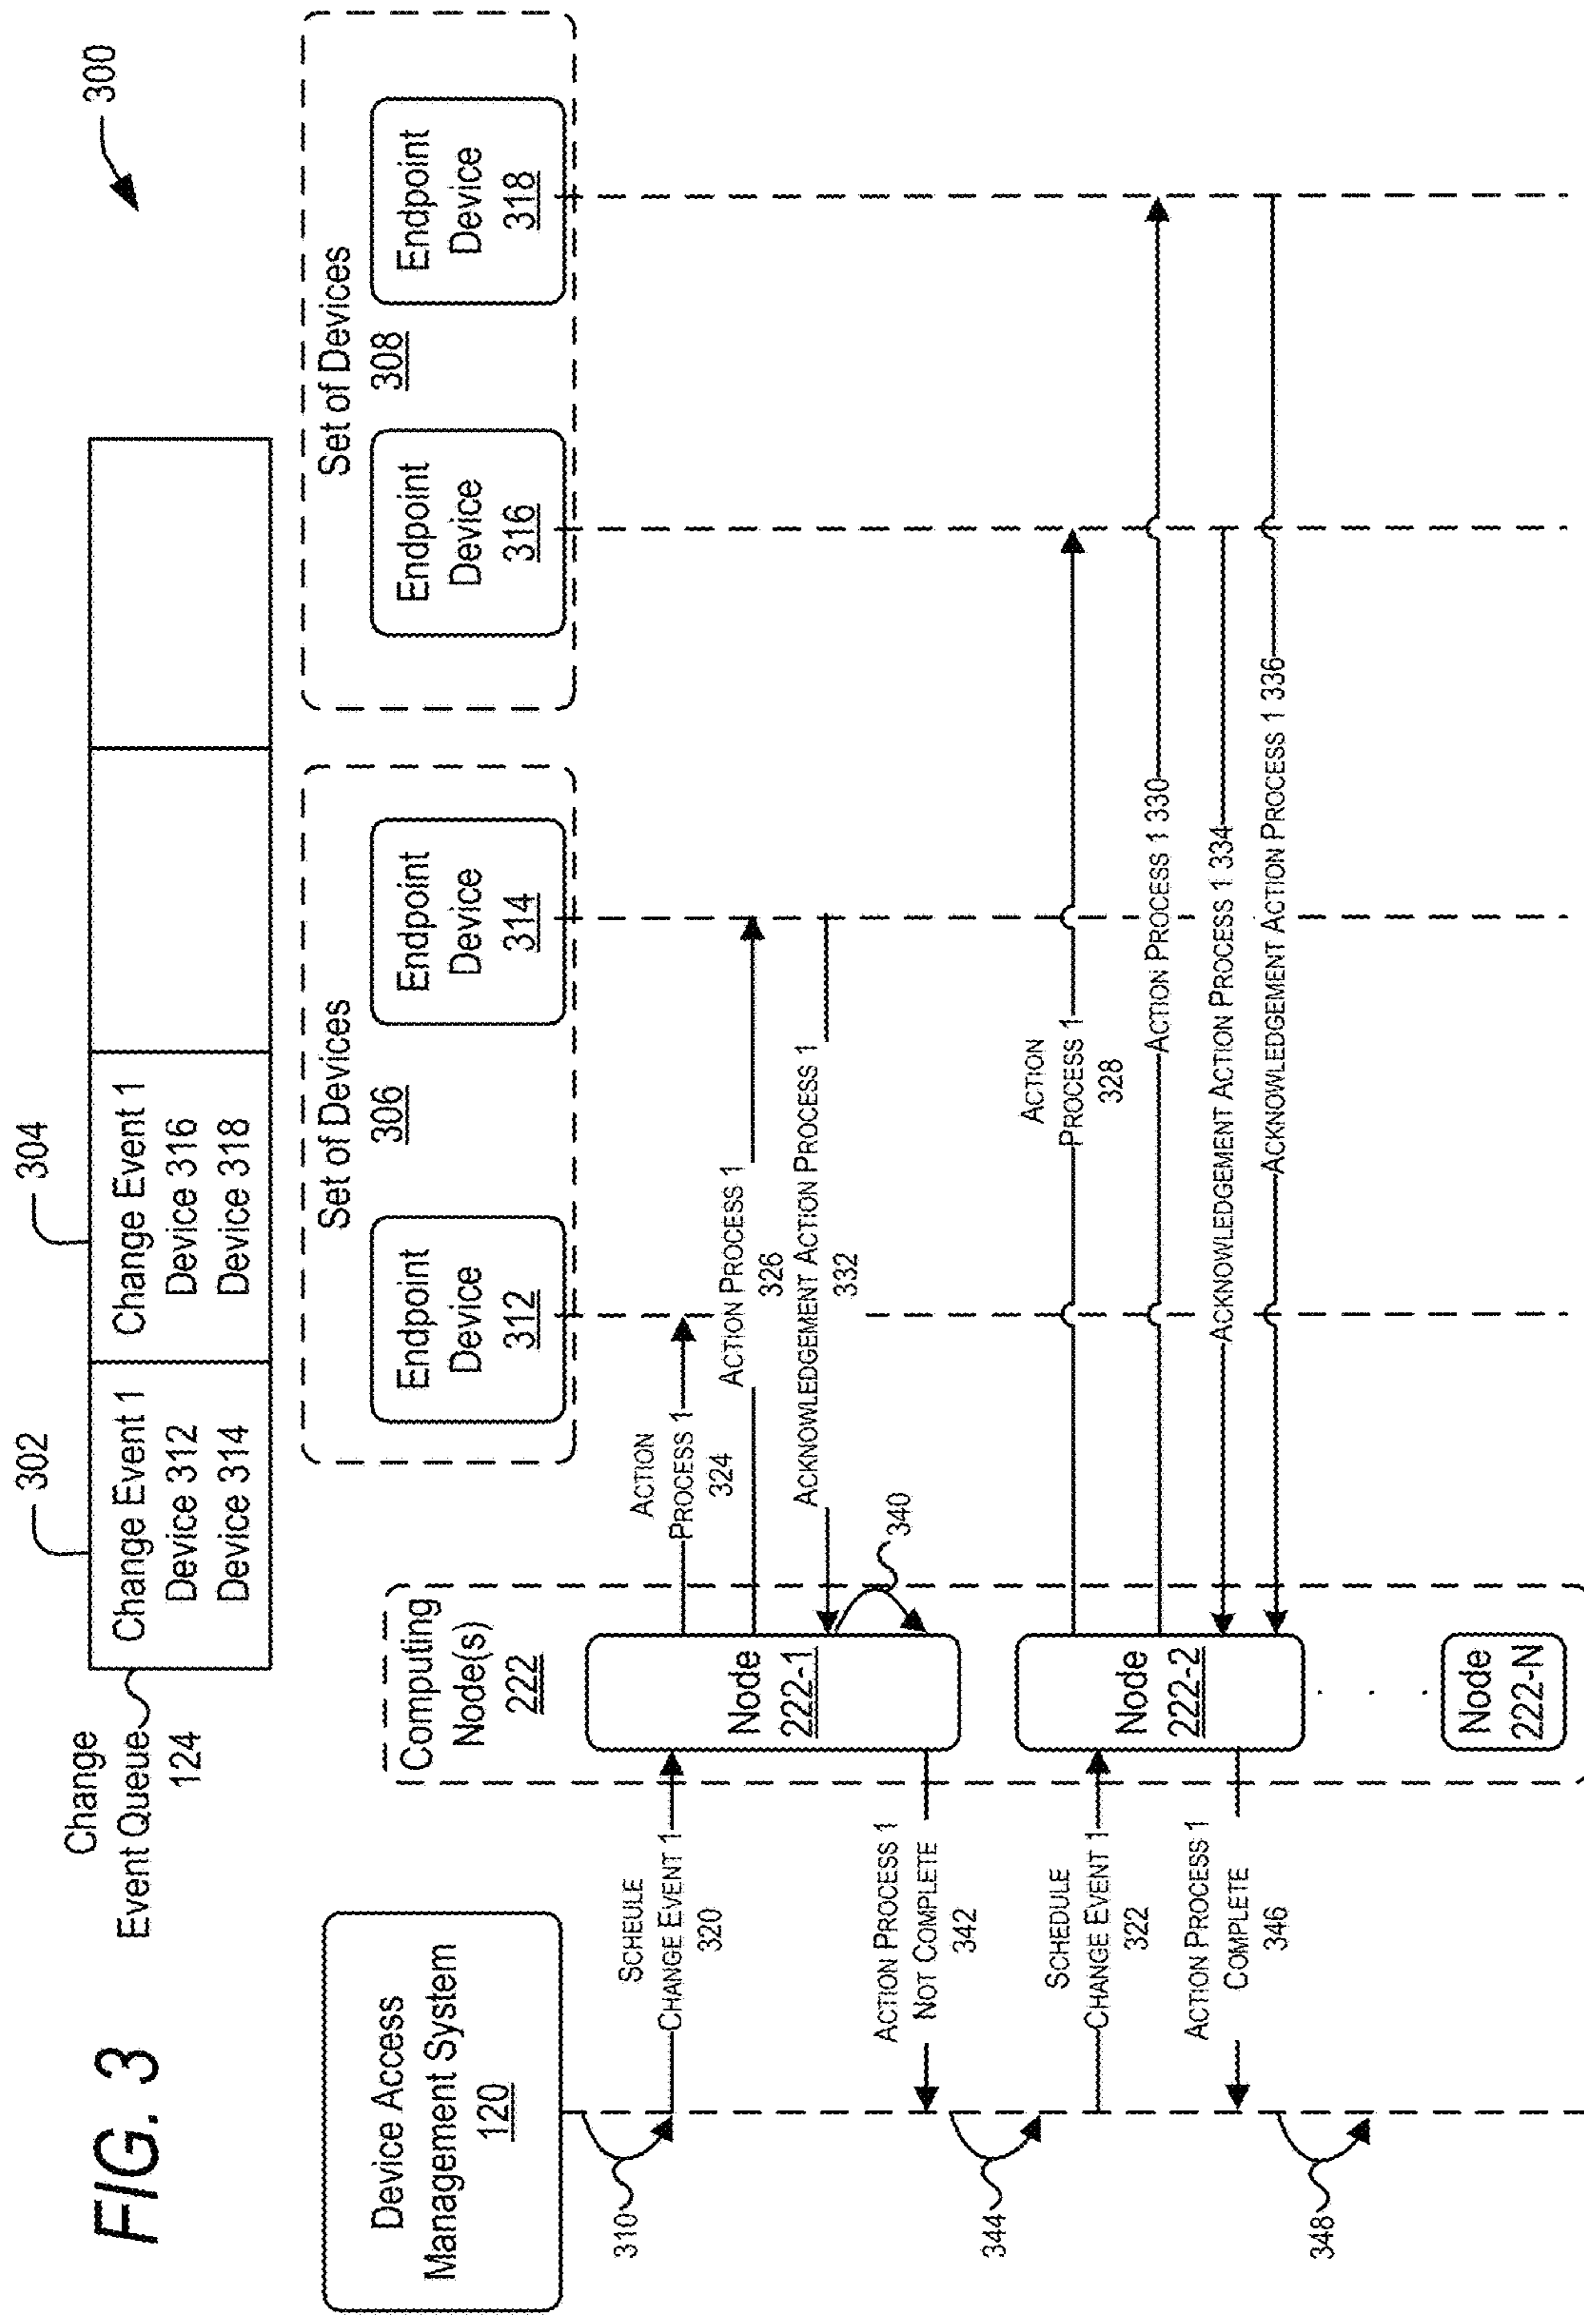 FIG. 3
300
Change
Event Queue
124
302
Change Event 1
Device 312
Device 314
304
Change Event 1
Device 316
Device 318
Device Access
Management System
120
Computing
Node(s)
222
Set of Devices
306
Endpoint
Device
312
Endpoint
Device
314
Set of Devices
308
Endpoint
Device
316
Endpoint
Device
318
310
SCHEULE
CHANGE EVENT 1
320
Node
222-1
ACTION
PROCESS 1
324
ACTION PROCESS 1
326
ACKNOWLEDGEMENT ACTION PROCESS 1
332
340
ACTION PROCESS 1
NOT COMPLETE
342
344
SCHEDULE
CHANGE EVENT 1
322
Node
222-2
ACTION
PROCESS 1
328
ACTION PROCESS 1 330
ACKNOWLEDGEMENT ACTION PROCESS 1 334
ACKNOWLEDGEMENT ACTION PROCESS 1 336
ACTION PROCESS 1
COMPLETE
346
348
Node
222-N